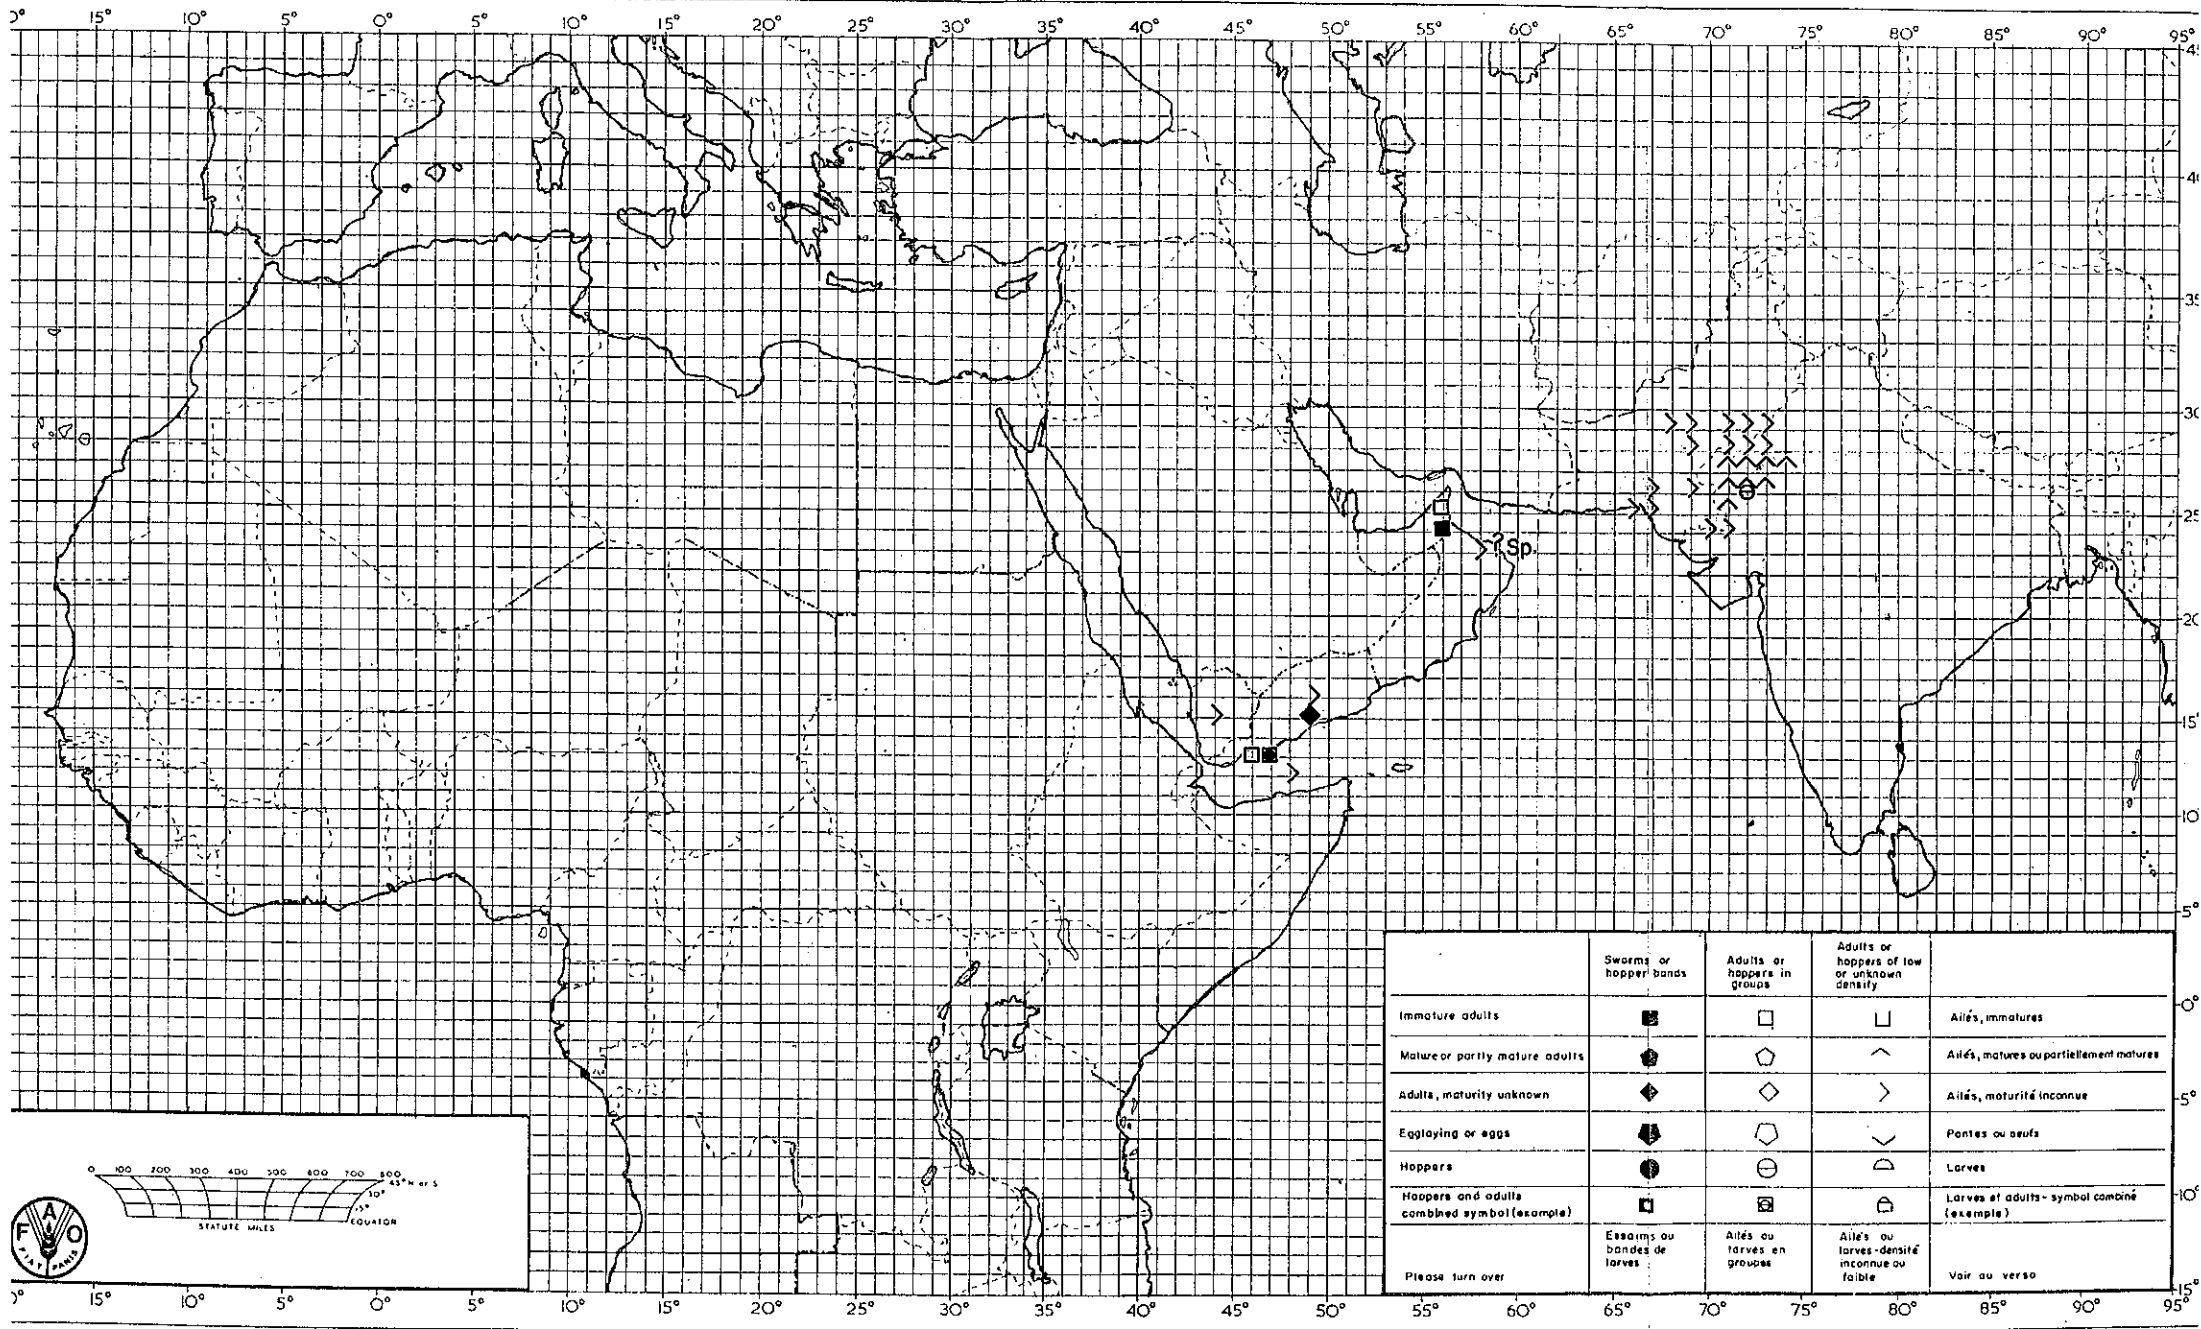 15° 10° 5° 0° 5° 10° 15° 20° 25° 30° 35° 40° 45° 50° 55° 60° 65° 70° 75° 80° 85° 90° 95°
30
25
20
15°
10°
5°
0°
5°
10°
15°
? Sp.
Swarms or hopper bands
Adults or hoppers in groups
Adults or hoppers of low or unknown density
Immature adults
Ailés, immatures
Mature or partly mature adults
Ailés, matures ou partiellement matures
Adults, maturity unknown
Ailés, maturité inconnue
Egglaying or eggs
Pontes ou oeufs
Hoppers
Larves
Hoppers and adults combined symbol (example)
Larves et adults - symbol combiné (example)
Essaims ou bandes de larves
Ailés ou larves en groupes
Ailés ou larves - densité inconnue ou faible
Please turn over
Voir au verso
0 100 200 300 400 500 600 700 800
45° N or S
30°
15°
EQUATOR
STATUTE MILES
F A O
FIAT PANIS
15° 10° 5° 0° 5° 10° 15° 20° 25° 30° 35° 40° 45° 50° 55° 60° 65° 70° 75° 80° 85° 90° 95°